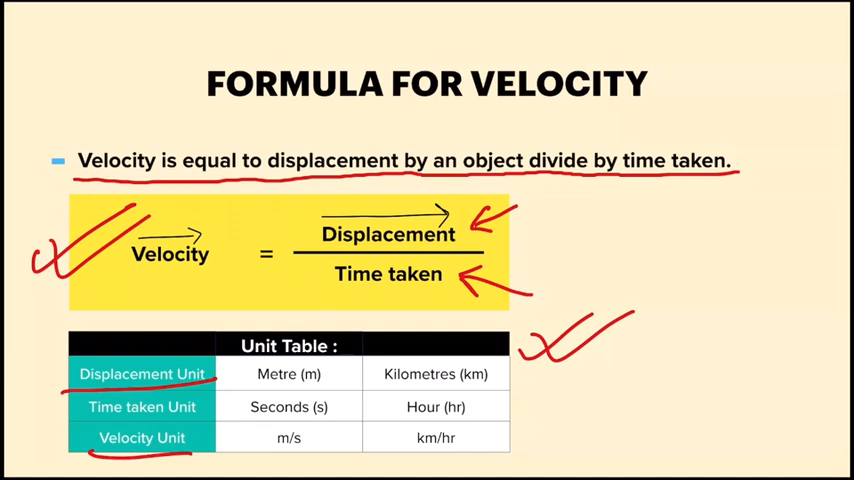 FORMULA FOR VELOCITY
Velocity is equal to displacement by an object divide by time taken.
Velocity = Displacement
Time taken
Unit Table :
Displacement Unit Metre (m) Kilometres (km)
Time taken Unit Seconds (s) Hour (hr)
Velocity Unit m/s km/hr